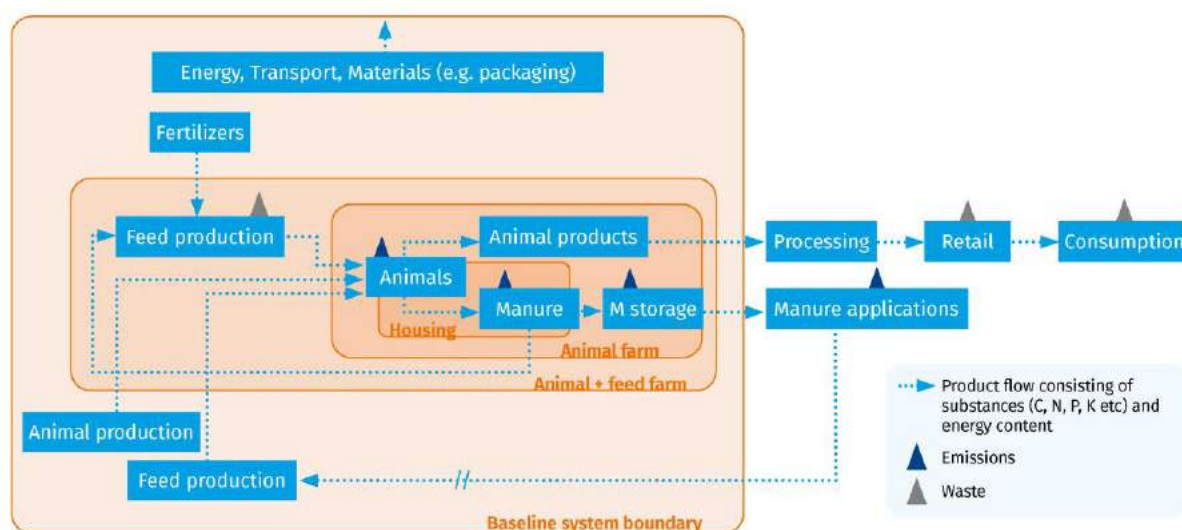 Energy, Transport, Materials (e.g. packaging)
Fertilizers
Feed production
Animal products
Processing
Retail
Consumption
Animals
Manure
M storage
Manure applications
Housing
Animal farm
Animal + feed farm
Animal production
Feed production
//
Baseline system boundary
Product flow consisting of
substances (C, N, P, K etc) and
energy content
Emissions
Waste